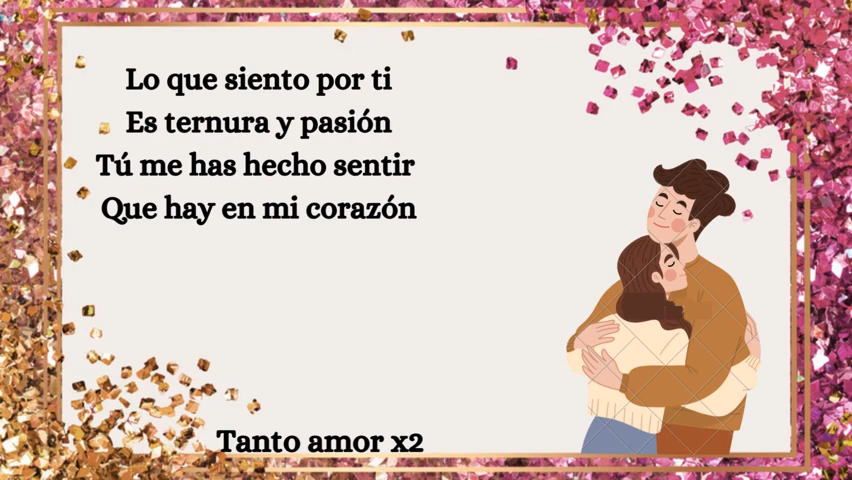 Lo que siento por ti
Es ternura y pasión
Tú me has hecho sentir
Que hay en mi corazón
Tanto amor x2